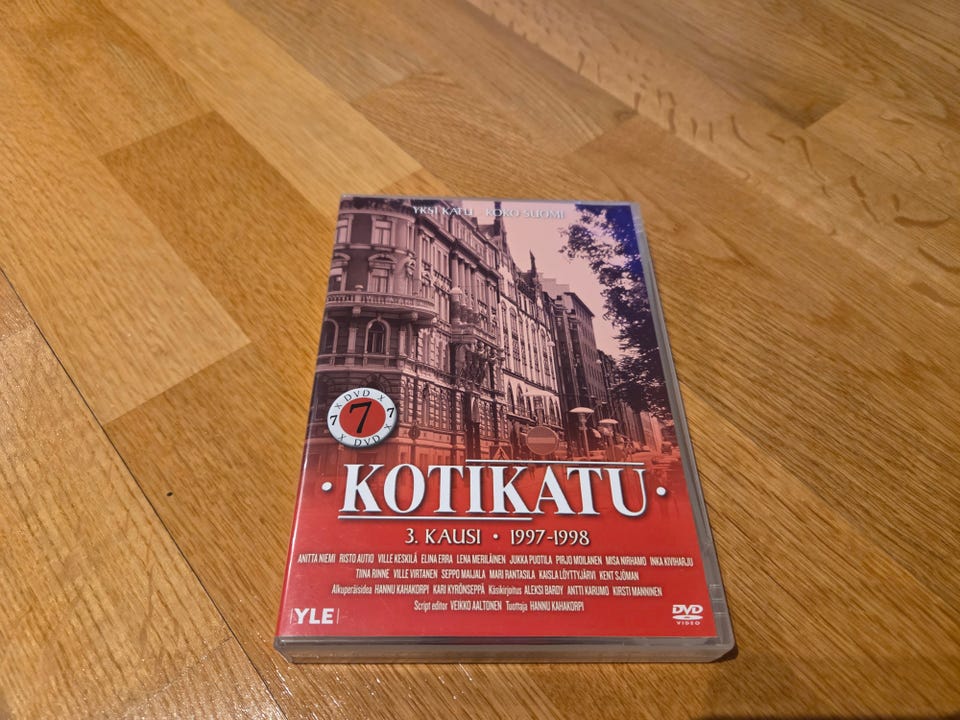 YKSI KATU KOKO SUOMI
X DVD X
7 7 7
X DVD X
• KOTIKATU •
3. KAUSI • 1997-1998
ANITTA NIEMI RISTO AUTIO VILLE KESKILÄ ELINA ERRA LENA MERILÄINEN JUKKA PUOTILA PIRJO MOILANEN MISA NIRHAMO INKA KIVIHARJU
TIINA RINNE VILLE VIRTANEN SEPPO MAIJALA MARI RANTASILA KAISLA LÖYTTYJÄRVI KENT SJÖMAN
Alkuperäisidea HANNU KAHAKORPI KARI KYRÖNSEPPÄ Käsikirjoitus ALEKSI BARDY ANTTI KARUMO KIRSTI MANNINEN
Script editor VEIKKO AALTONEN Tuottaja HANNU KAHAKORPI
YLE
DVD
VIDEO